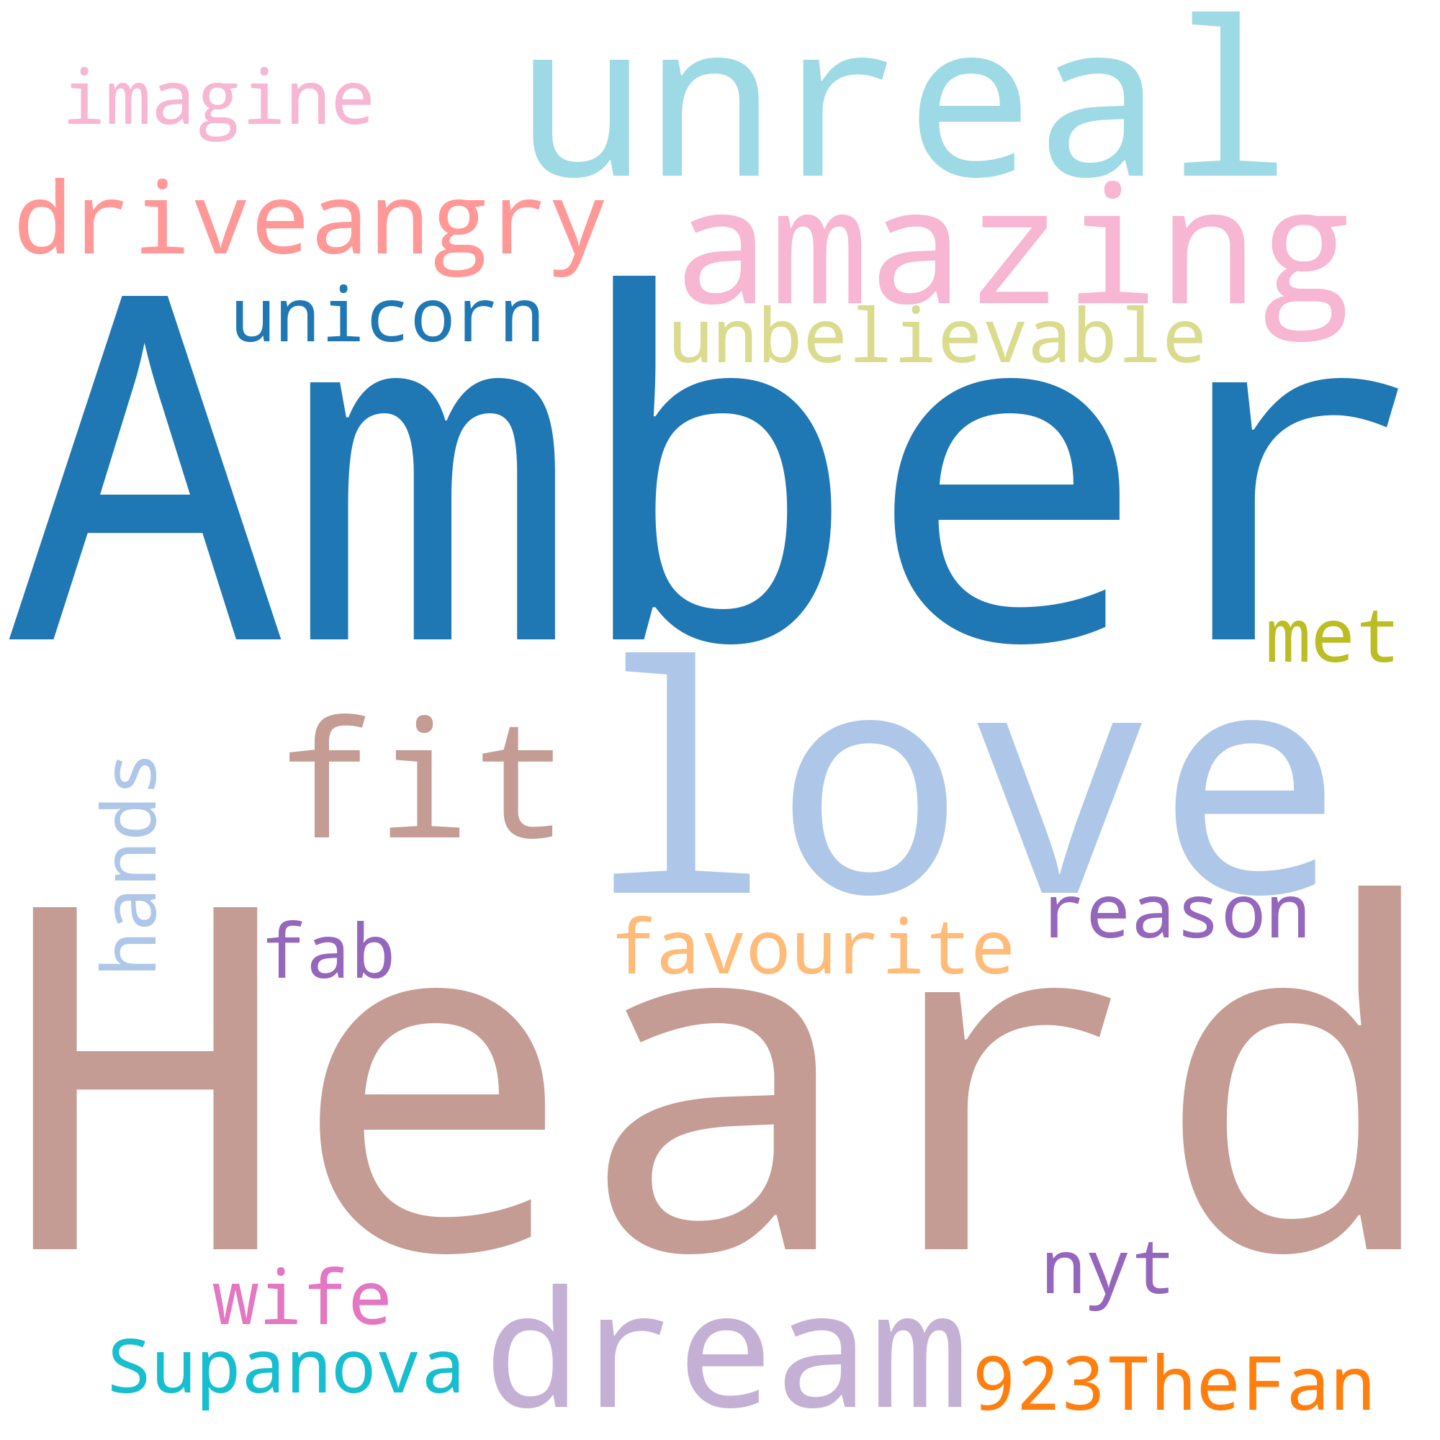 unreal
imagine
driveangry
amazing
unicorn
unbelievable
Amber
met
love
fit
hands
reason
fab
favourite
Heard
nyt
wife
dream
Supanova
923TheFan